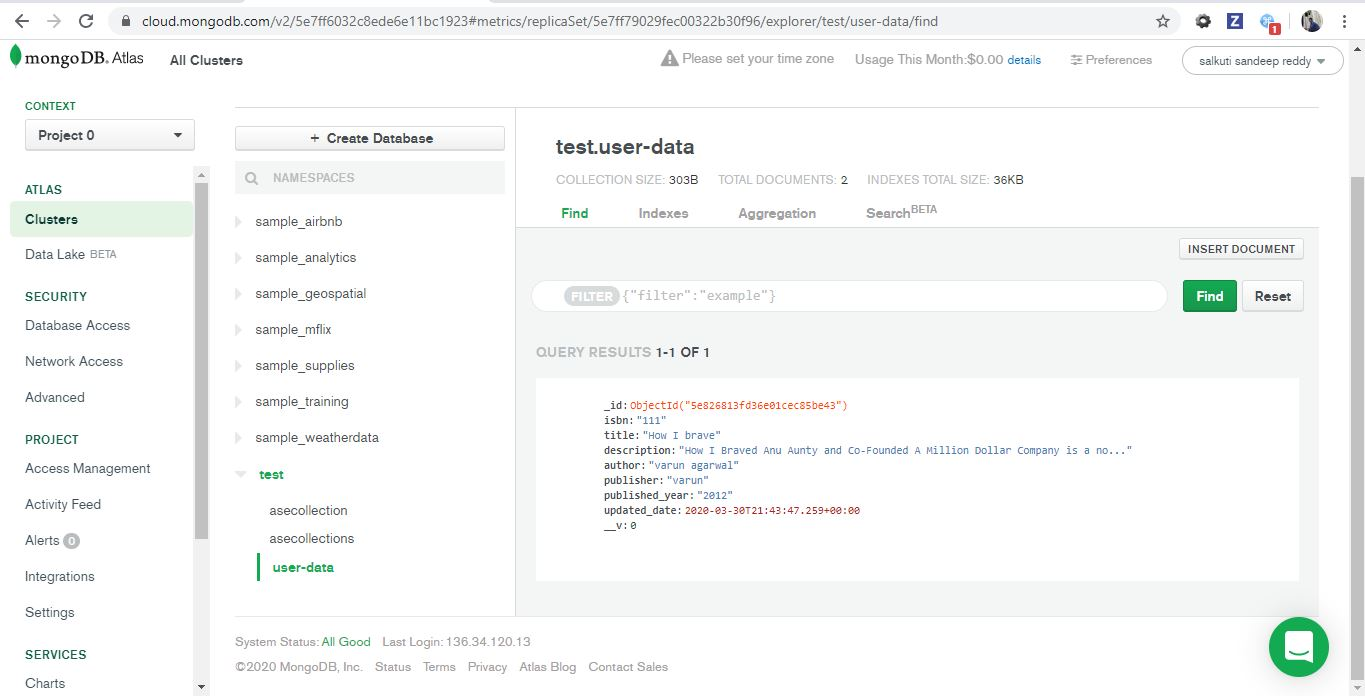 cloud.mongodb.com/v2/5e7ff6032c8ede6e11bc1923#metrics/replicaSet/5e7ff79029fec00322b30f96/explorer/test/user-data/find
Z
1
mongoDB. Atlas All Clusters
Please set your time zone Usage This Month:$0.00 details Preferences salkuti sandeep reddy
CONTEXT
Project 0
ATLAS
Clusters
Data Lake BETA
SECURITY
Database Access
Network Access
Advanced
PROJECT
Access Management
Activity Feed
Alerts 0
Integrations
Settings
SERVICES
Charts
+ Create Database
NAMESPACES
sample_airbnb
sample_analytics
sample_geospatial
sample_mflix
sample_supplies
sample_training
sample_weatherdata
test
asecollection
asecollections
user-data
test.user-data
COLLECTION SIZE: 303B TOTAL DOCUMENTS: 2 INDEXES TOTAL SIZE: 36KB
Find Indexes Aggregation Search BETA
INSERT DOCUMENT
FILTER {"filter":"example"} Find Reset
QUERY RESULTS 1-1 OF 1
_id: ObjectId("5e826813fd36e01cec85be43")
isbn: "111"
title: "How I brave"
description: "How I Braved Anu Aunty and Co-Founded A Million Dollar Company is a no..."
author: "varun agarwal"
publisher: "varun"
published_year: "2012"
updated_date: 2020-03-30T21:43:47.259+00:00
__v: 0
System Status: All Good Last Login: 136.34.120.13
©2020 MongoDB, Inc. Status Terms Privacy Atlas Blog Contact Sales